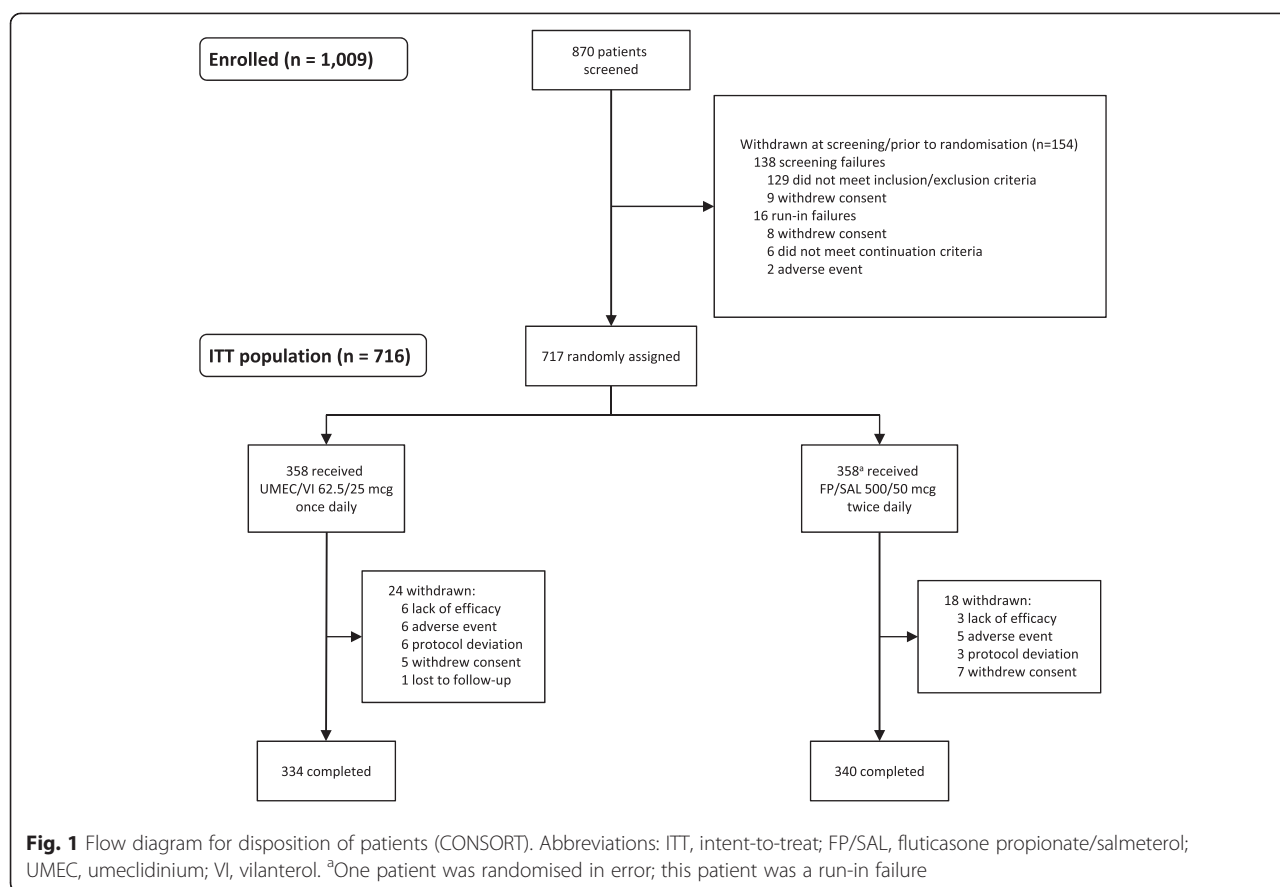 Enrolled (n = 1,009)
870 patients
screened
Withdrawn at screening/prior to randomisation (n=154)
138 screening failures
129 did not meet inclusion/exclusion criteria
9 withdrew consent
16 run-in failures
8 withdrew consent
6 did not meet continuation criteria
2 adverse event
ITT population (n = 716)
717 randomly assigned
358 received
UMEC/VI 62.5/25 mcg
once daily
358a received
FP/SAL 500/50 mcg
twice daily
24 withdrawn:
6 lack of efficacy
6 adverse event
6 protocol deviation
5 withdrew consent
1 lost to follow-up
18 withdrawn:
3 lack of efficacy
5 adverse event
3 protocol deviation
7 withdrew consent
334 completed
340 completed
Fig. 1 Flow diagram for disposition of patients (CONSORT). Abbreviations: ITT, intent-to-treat; FP/SAL, fluticasone propionate/salmeterol;
UMEC, umeclidinium; VI, vilanterol. aOne patient was randomised in error; this patient was a run-in failure